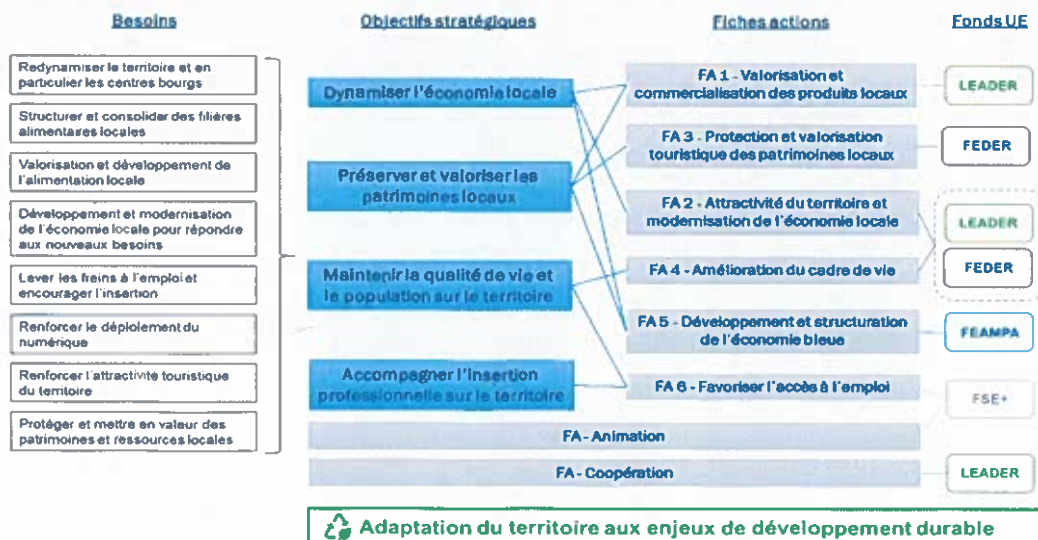 Besoins
Redynamiser le territoire et en
particulier les centres bourgs
Structurer et consolider des filières
alimentaires locales
Valorisation et développement de
l'alimentation locale
Développement et modernisation
de l'économie locale pour répondre
aux nouveaux besoins
Lever les freins à l'emploi et
encourager l'insertion
Renforcer le déploiement du
numérique
Renforcer l'attractivité touristique
du territoire
Protéger et mettre en valeur des
patrimoines et ressources locales
Objectifs stratégiques
Dynamiser l'économie locale
Préserver et valoriser les
patrimoines locaux
Maintenir la qualité de vie et
le population sur le territoire
Accompagner l'insertion
professionnelle sur le territoire
Fiches actions
FA 1 - Valorisation et
commercialisation des produits locaux
FA 3 - Protection et valorisation
touristique des patrimoines locaux
FA 2 - Attractivité du territoire et
modernisation de l'économie locale
FA 4 - Amélioration du cadre de vie
FA 5 - Développement et structuration
de l'économie bleue
FA 6 - Favoriser l'accès à l'emploi
FA - Animation
FA - Coopération
Fonds UE
LEADER
FEDER
LEADER
FEDER
FEAMPA
FSE+
LEADER
Adaptation du territoire aux enjeux de développement durable